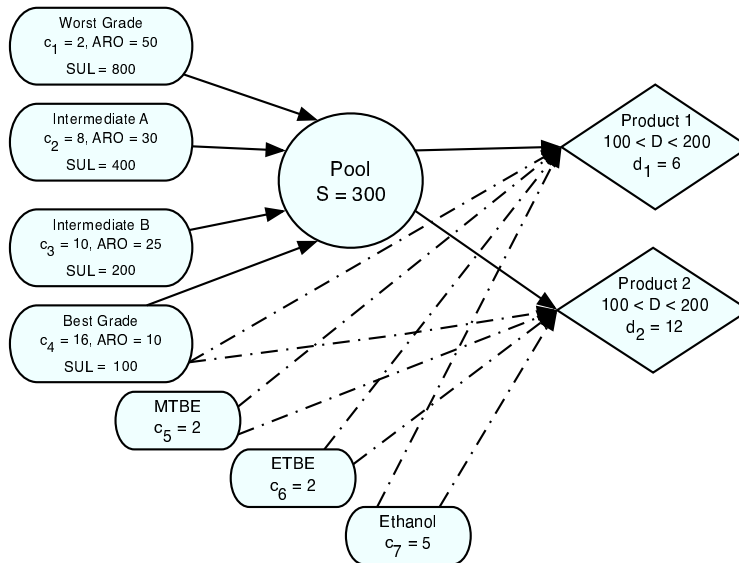 Worst Grade
c1 = 2, ARO = 50
SUL = 800
Intermediate A
c2 = 8, ARO = 30
SUL = 400
Intermediate B
c3 = 10, ARO = 25
SUL = 200
Best Grade
c4 = 16, ARO = 10
SUL = 100
MTBE
c5 = 2
ETBE
c6 = 2
Ethanol
c7 = 5
Pool
S = 300
Product 1
100 < D < 200
d1 = 6
Product 2
100 < D < 200
d2 = 12